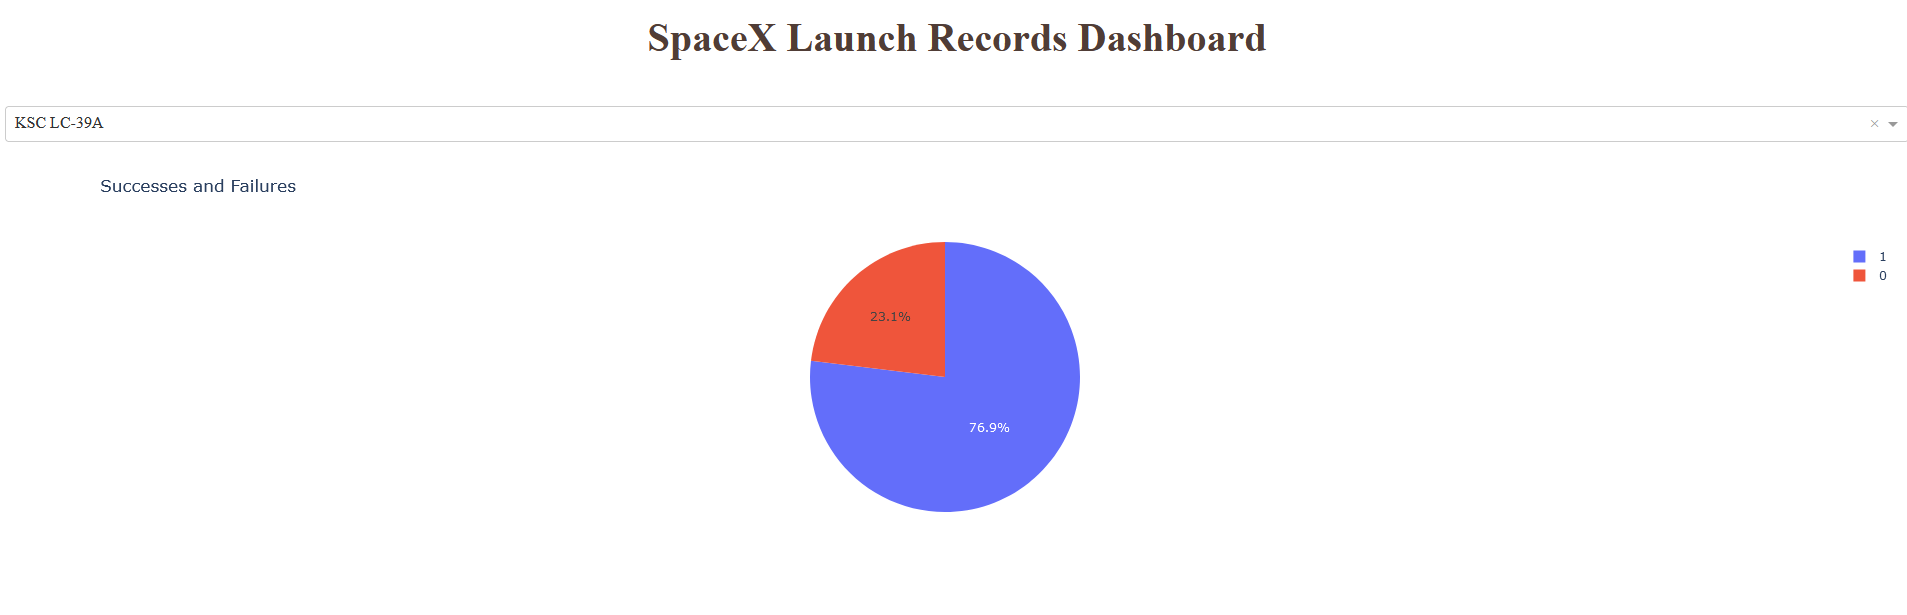 SpaceX Launch Records Dashboard
KSC LC-39A
Successes and Failures
1
0
23.1%
76.9%